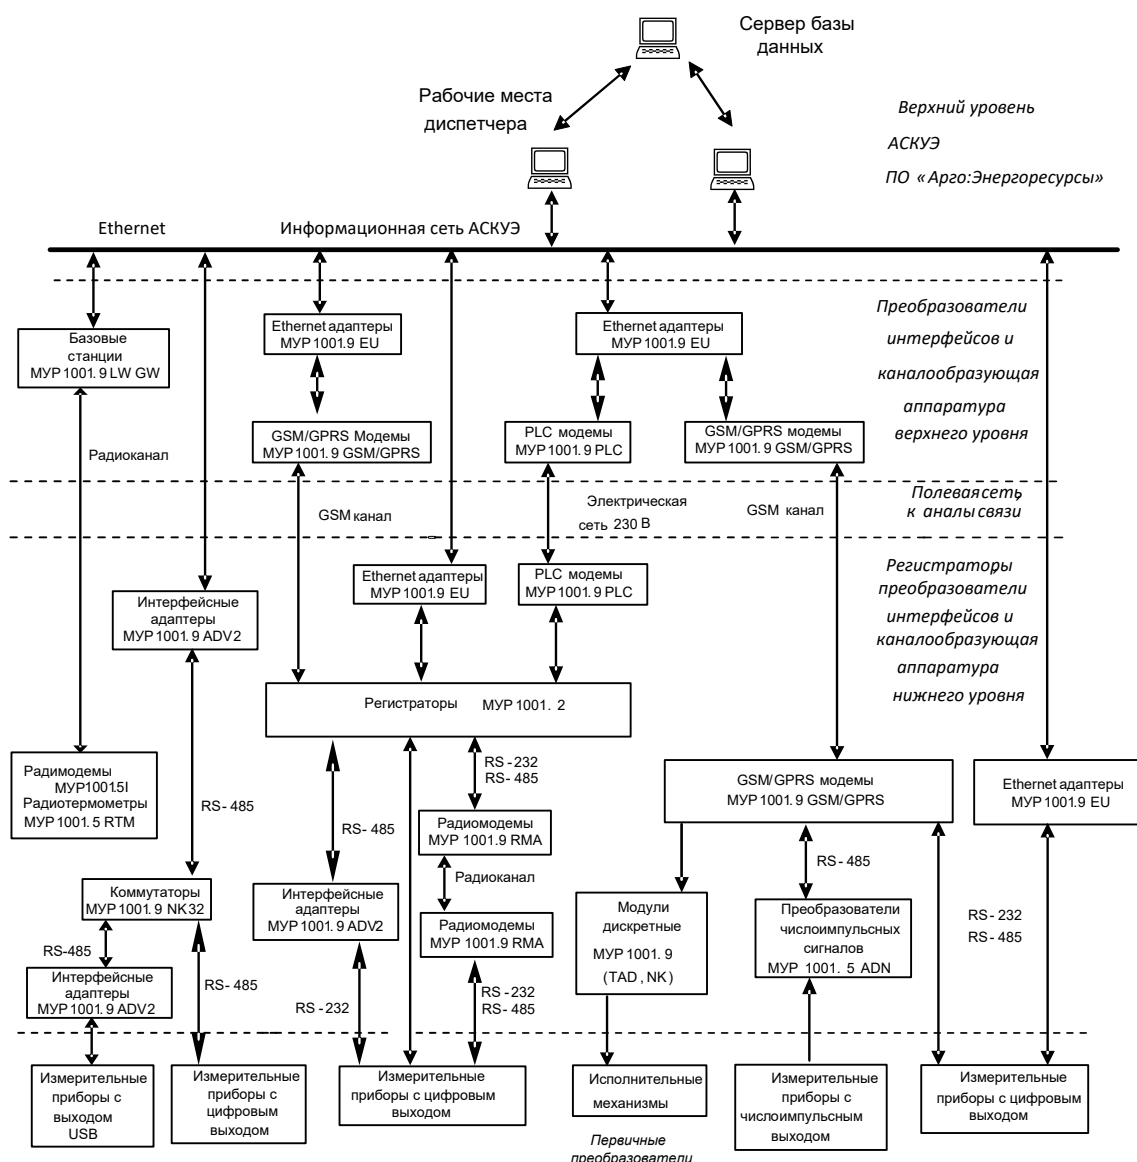 Сервер базы
данных
Рабочие места
диспетчера
Верхний уровень
АСКУЭ
ПО «Арго:Энергоресурсы»
Ethernet
Информационная сеть АСКУЭ
Преобразователи
интерфейсов и
каналообразующая
аппаратура
верхнего уровня
Базовые
станции
МУР 1001.9 LW GW
Ethernet адаптеры
МУР 1001.9 EU
Ethernet адаптеры
МУР 1001.9 EU
GSM/GPRS Модемы
МУР 1001.9 GSM/GPRS
PLC модемы
МУР 1001.9 PLC
GSM/GPRS модемы
МУР 1001.9 GSM/GPRS
Радиоканал
GSM канал
Электрическая
сеть 230 В
GSM канал
Полевая сеть,
к аналы связи
Ethernet адаптеры
МУР 1001.9 EU
PLC модемы
МУР 1001.9 PLC
Регистраторы,
преобразователи
интерфейсов и
каналообразующая
аппаратура
нижнего уровня
Интерфейсные
адаптеры
МУР 1001.9 ADV2
Регистраторы МУР 1001. 2
Радимодемы
МУР1001.5I
Радиотермометры
МУР 1001.5 RTM
RS-485
RS-232
RS-485
RS-485
GSM/GPRS модемы
МУР 1001.9 GSM/GPRS
Ethernet адаптеры
МУР 1001.9 EU
Радиомодемы
МУР 1001.9 RMA
Радиоканал
RS-485
Коммутаторы
МУР 1001.9 NK32
Интерфейсные
адаптеры
МУР 1001.9 ADV2
Радиомодемы
МУР 1001.9 RMA
Модули
дискретные
МУР 1001.9
(TAD, NK)
Преобразователи
числоимпульсных
сигналов
МУР 1001.5 ADN
RS-232
RS-485
RS-485
Интерфейсные
адаптеры
МУР 1001.9 ADV2
RS-485
RS-232
RS-232
RS-485
Измерительные
приборы с
выходом
USB
Измерительные
приборы с
цифровым
выходом
Измерительные
приборы с цифровым
выходом
Исполнительные
механизмы
Измерительные
приборы с
числоимпульсным
выходом
Измерительные
приборы с цифровым
выходом
Первичные
преобразователи